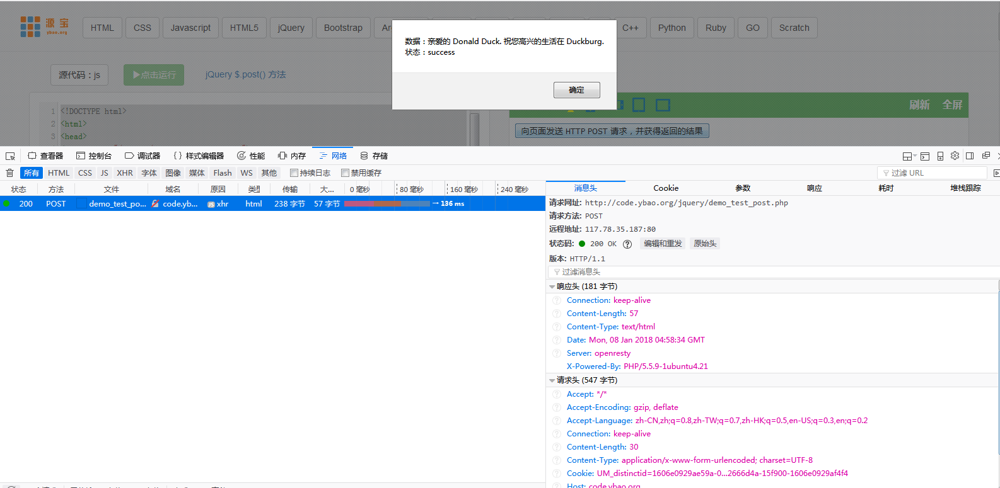 源宝
ybao.org
HTML CSS Javascript HTML5 jQuery Bootstrap C++ Python Ruby GO Scratch
数据：亲爱的 Donald Duck. 祝您高兴的生活在 Duckburg.
状态：success
确定
源代码：js ▶点击运行 jQuery $.post() 方法
刷新 全屏
1 <!DOCTYPE html>
2 <html>
3 <head>
向页面发送 HTTP POST 请求，并获得返回的结果
查看器 控制台 调试器 {} 样式编辑器 性能 内存 网络 存储
所有 HTML CSS JS XHR 字体 图像 媒体 Flash WS 其他 持续日志 禁用缓存 过滤 URL
状态 方法 文件 域名 原因 类型 传输 大... 0 毫秒 80 毫秒 160 毫秒 240 毫秒
200 POST demo_test_po... code.yb... JS xhr html 238 字节 57 字节 → 136 ms
消息头 Cookie 参数 响应 耗时 堆栈跟踪
请求网址: http://code.ybao.org/jquery/demo_test_post.php
请求方法: POST
远程地址: 117.78.35.187:80
状态码: 200 OK ? 编辑和重发 原始头
版本: HTTP/1.1
过滤消息头
响应头 (181 字节)
Connection: keep-alive
Content-Length: 57
Content-Type: text/html
Date: Mon, 08 Jan 2018 04:58:34 GMT
Server: openresty
X-Powered-By: PHP/5.5.9-1ubuntu4.21
请求头 (547 字节)
Accept: */*
Accept-Encoding: gzip, deflate
Accept-Language: zh-CN,zh;q=0.8,zh-TW;q=0.7,zh-HK;q=0.5,en-US;q=0.3,en;q=0.2
Connection: keep-alive
Content-Length: 30
Content-Type: application/x-www-form-urlencoded; charset=UTF-8
Cookie: UM_distinctid=1606e0929ae59a-0...2666d4a-15f900-1606e0929af4f4
Host: code.ybao.org